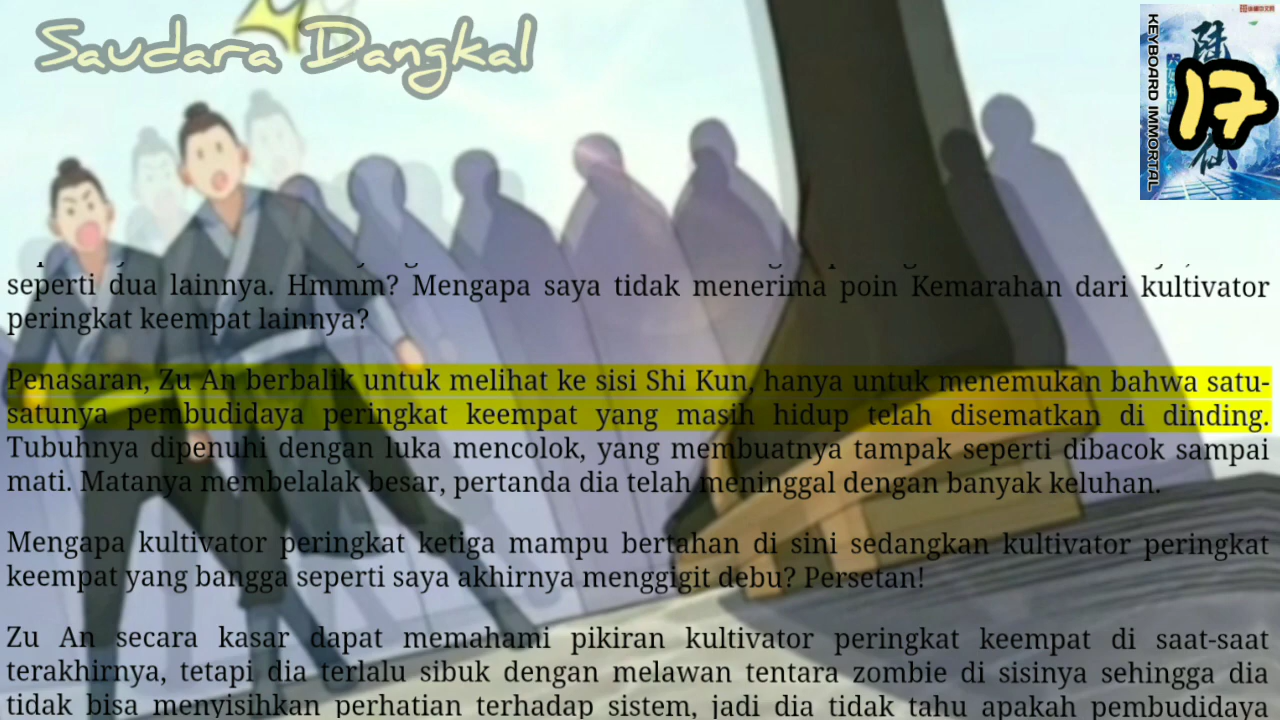 Saudara Dangkal
KEYBOARD IMMORTAL
17
seperti dua lainnya. Hmmm? Mengapa saya tidak menerima poin Kemarahan dari kultivator
peringkat keempat lainnya?
Penasaran, Zu An berbalik untuk melihat ke sisi Shi Kun, hanya untuk menemukan bahwa satu-
satunya pembudidaya peringkat keempat yang masih hidup telah disematkan di dinding.
Tubuhnya dipenuhi dengan luka mencolok, yang membuatnya tampak seperti dibacok sampai
mati. Matanya membelalak besar, pertanda dia telah meninggal dengan banyak keluhan.
Mengapa kultivator peringkat ketiga mampu bertahan di sini sedangkan kultivator peringkat
keempat yang bangga seperti saya akhirnya menggigit debu? Persetan!
Zu An secara kasar dapat memahami pikiran kultivator peringkat keempat di saat-saat
terakhirnya, tetapi dia terlalu sibuk dengan melawan tentara zombie di sisinya sehingga dia
tidak bisa menyisihkan perhatian terhadap sistem, jadi dia tidak tahu apakah pembudidaya